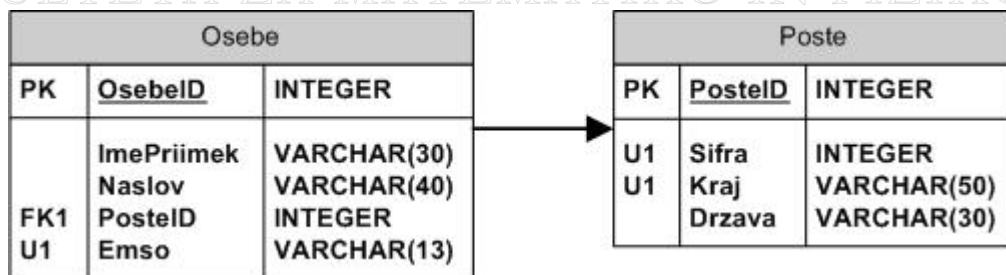 Osebe
PK OsebeID INTEGER
ImePriimek VARCHAR(30)
Naslov VARCHAR(40)
FK1 PosteID INTEGER
U1 Emso VARCHAR(13)
Poste
PK PosteID INTEGER
U1 Sifra INTEGER
U1 Kraj VARCHAR(50)
Drzava VARCHAR(30)